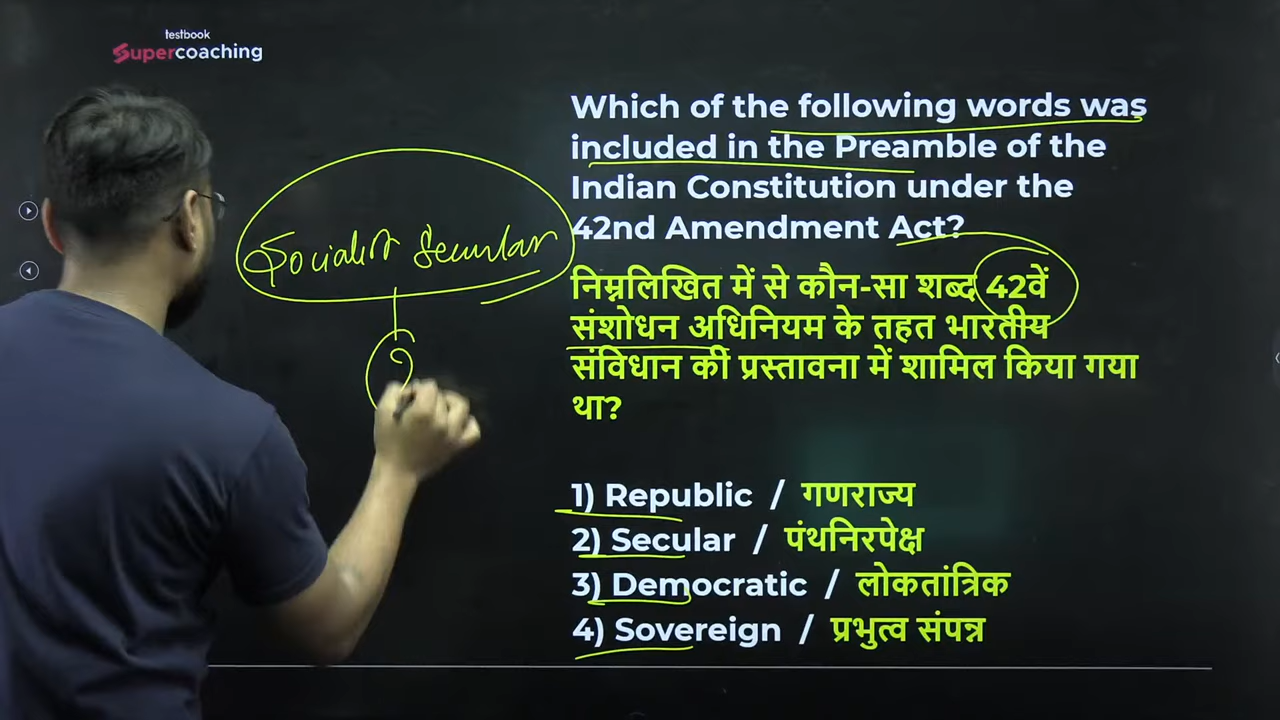 testbook
Supercoaching
Which of the following words was
included in the Preamble of the
Indian Constitution under the
42nd Amendment Act?
Socialist Secular
निम्नलिखित में से कौन-सा शब्द 42वें
संशोधन अधिनियम के तहत भारतीय
संविधान की प्रस्तावना में शामिल किया गया
था?
?
1) Republic / गणराज्य
2) Secular / पंथनिरपेक्ष
3) Democratic / लोकतांत्रिक
4) Sovereign / प्रभुत्व संपन्न